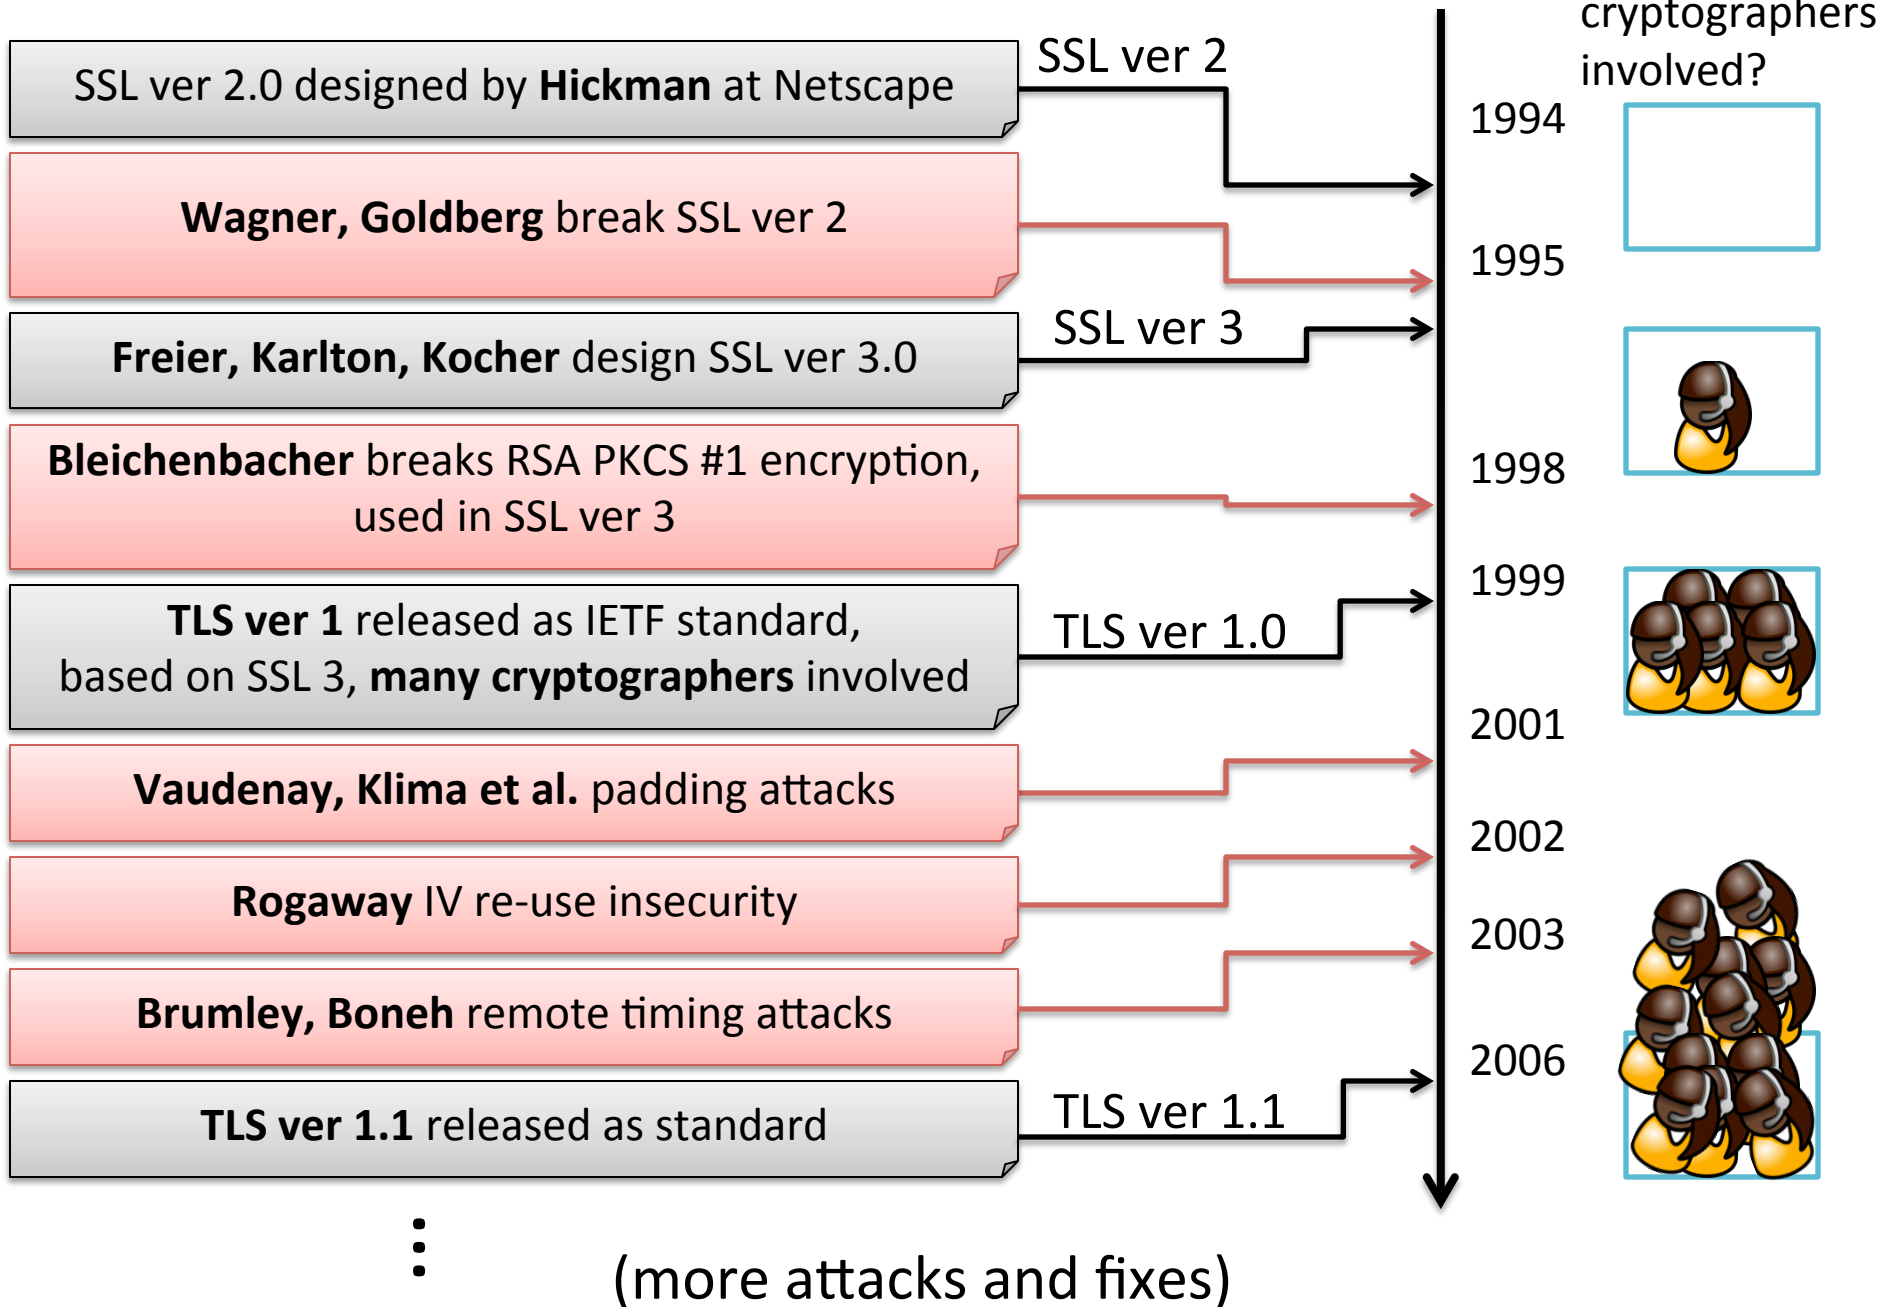 cryptographers
involved?
SSL ver 2.0 designed by Hickman at Netscape
SSL ver 2
1994
Wagner, Goldberg break SSL ver 2
1995
Freier, Karlton, Kocher design SSL ver 3.0
SSL ver 3
Bleichenbacher breaks RSA PKCS #1 encryption,
used in SSL ver 3
1998
TLS ver 1 released as IETF standard,
based on SSL 3, many cryptographers involved
TLS ver 1.0
1999
Vaudenay, Klima et al. padding attacks
2001
Rogaway IV re-use insecurity
2002
Brumley, Boneh remote timing attacks
2003
TLS ver 1.1 released as standard
TLS ver 1.1
2006
(more attacks and fixes)